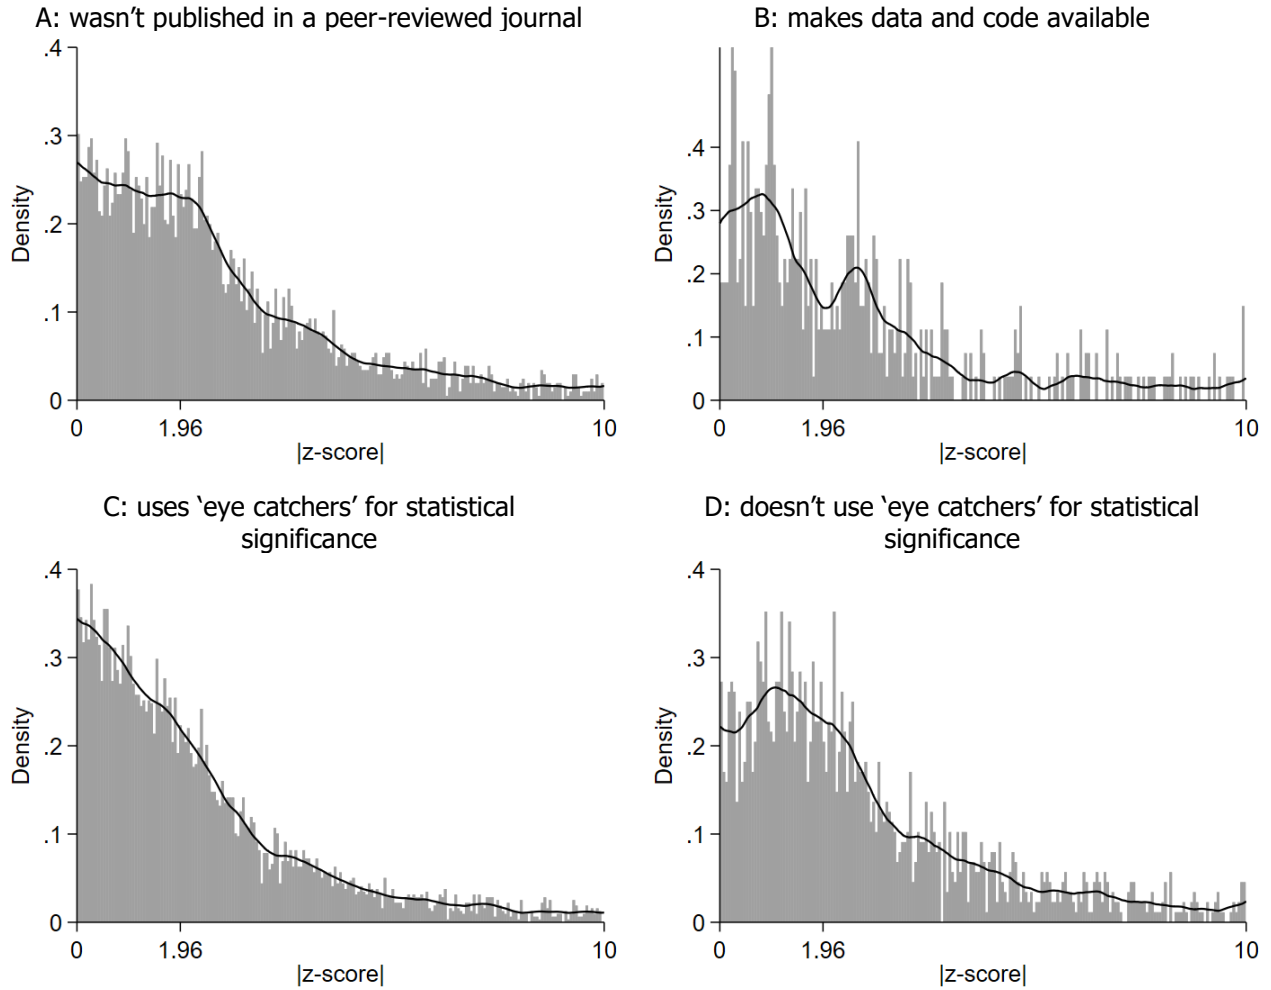 A: wasn’t published in a peer-reviewed journal
.4
.3
.2
.1
0
Density
0
1.96
10
|z-score|
B: makes data and code available
.4
.3
.2
.1
0
Density
0
1.96
10
|z-score|
C: uses ‘eye catchers’ for statistical
significance
.4
.3
.2
.1
0
Density
0
1.96
10
|z-score|
D: doesn’t use ‘eye catchers’ for statistical
significance
.4
.3
.2
.1
0
Density
0
1.96
10
|z-score|